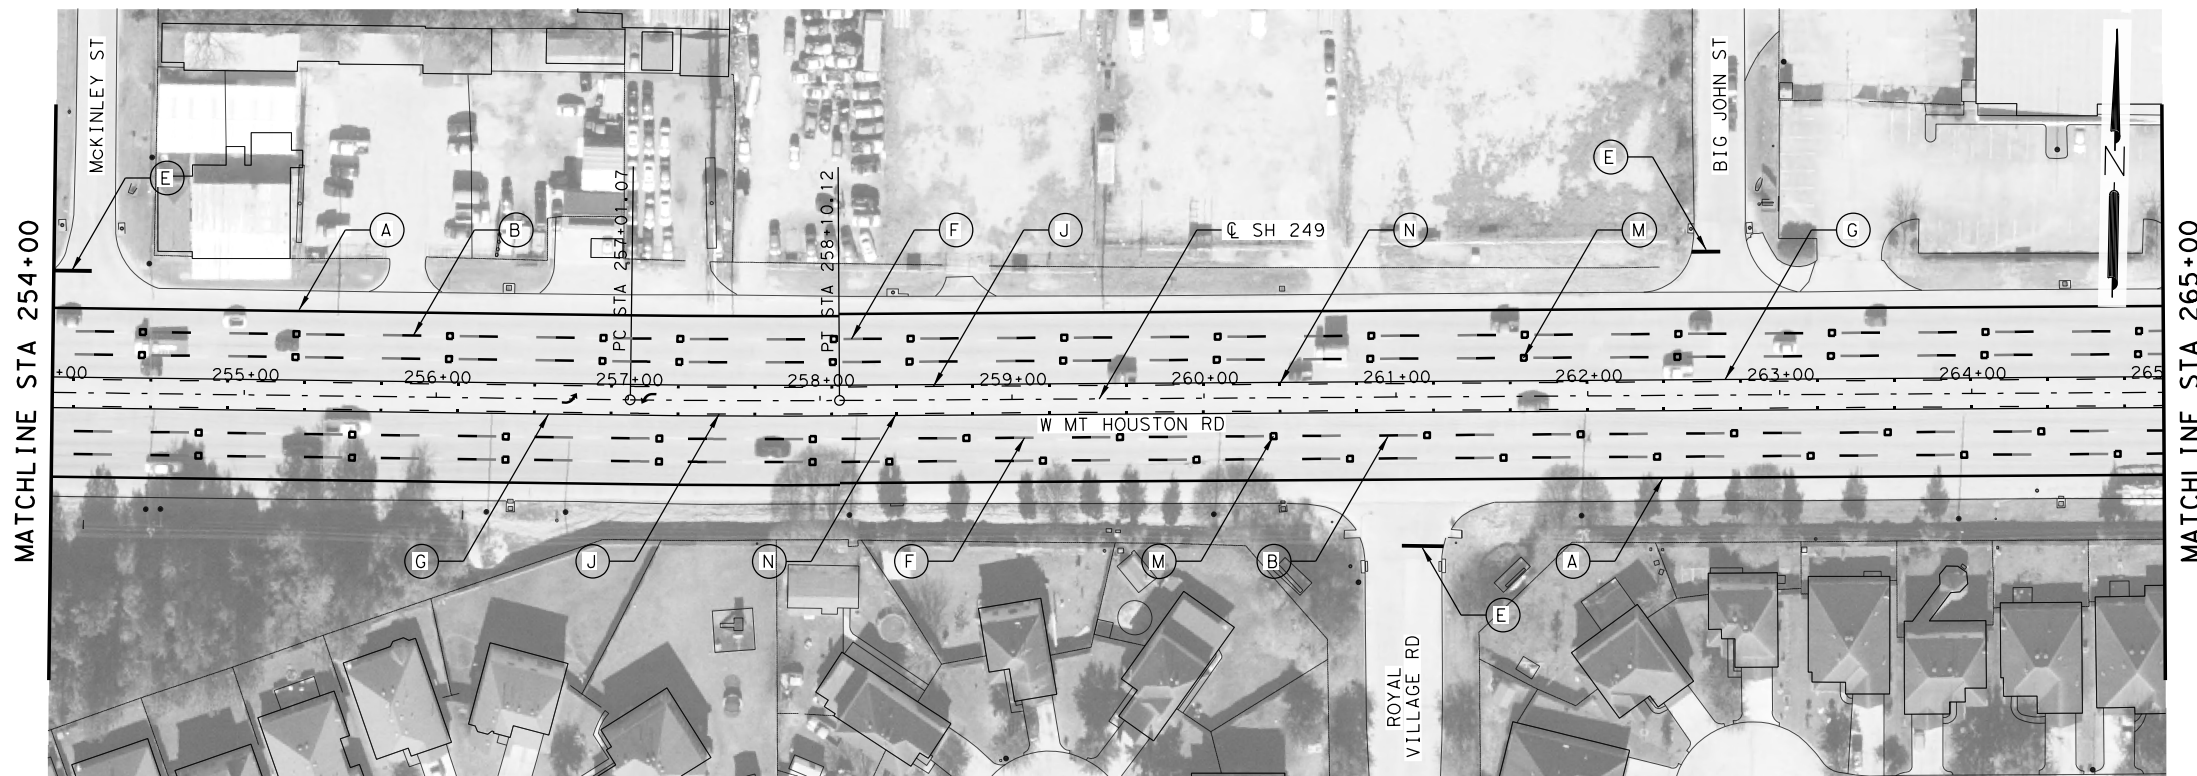 McKINLEY ST
BIG JOHN ST
N
E
E
A
B
F
J
℄ SH 249
N
M
G
PC STA 257+01.07
PT STA 258+10.12
MATCHLINE STA 254+00
MATCHLINE STA 265+00
+00
255+00
256+00
257+00
258+00
259+00
260+00
261+00
262+00
263+00
264+00
265
W MT HOUSTON RD
G
J
N
F
M
B
A
E
ROYAL
VILLAGE RD